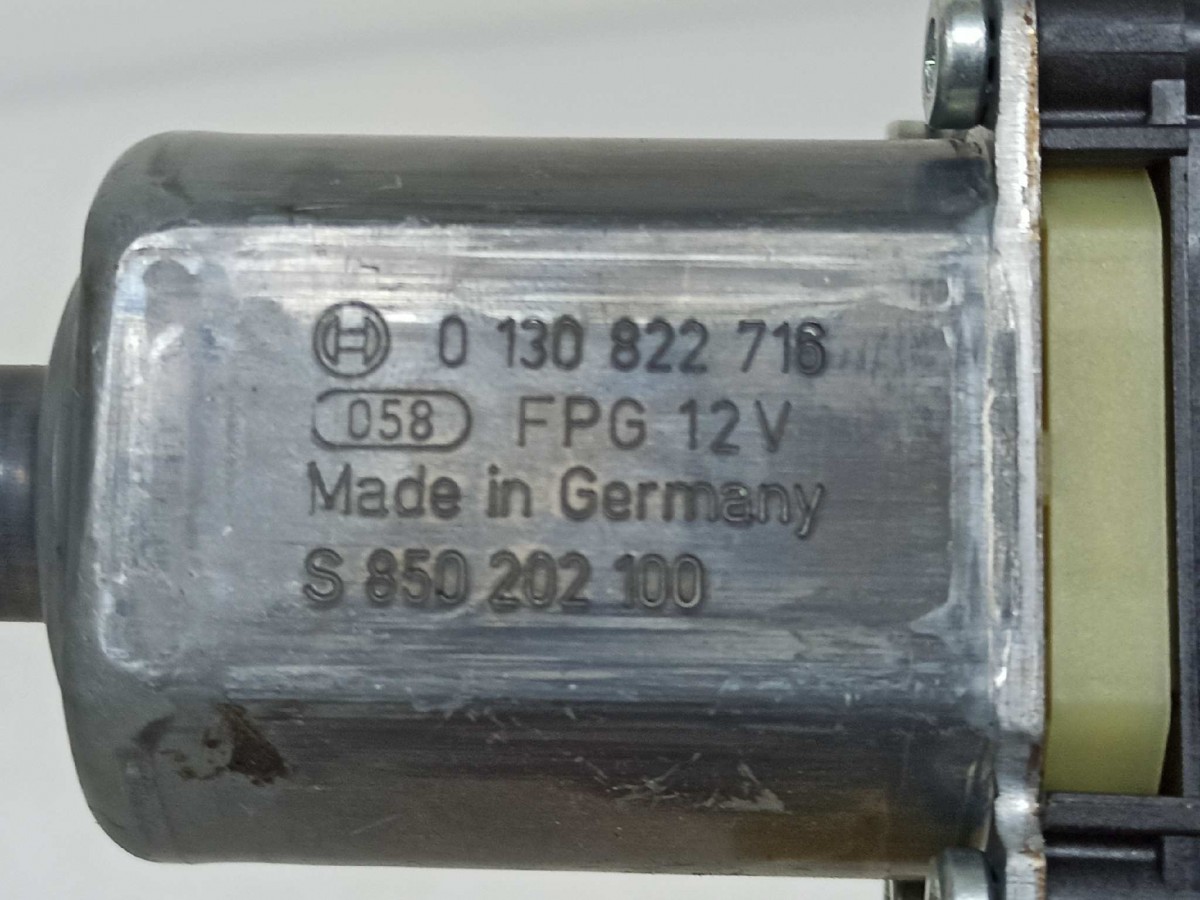 0 130 822 716
058 FPG 12V
Made in Germany
S 850 202 100